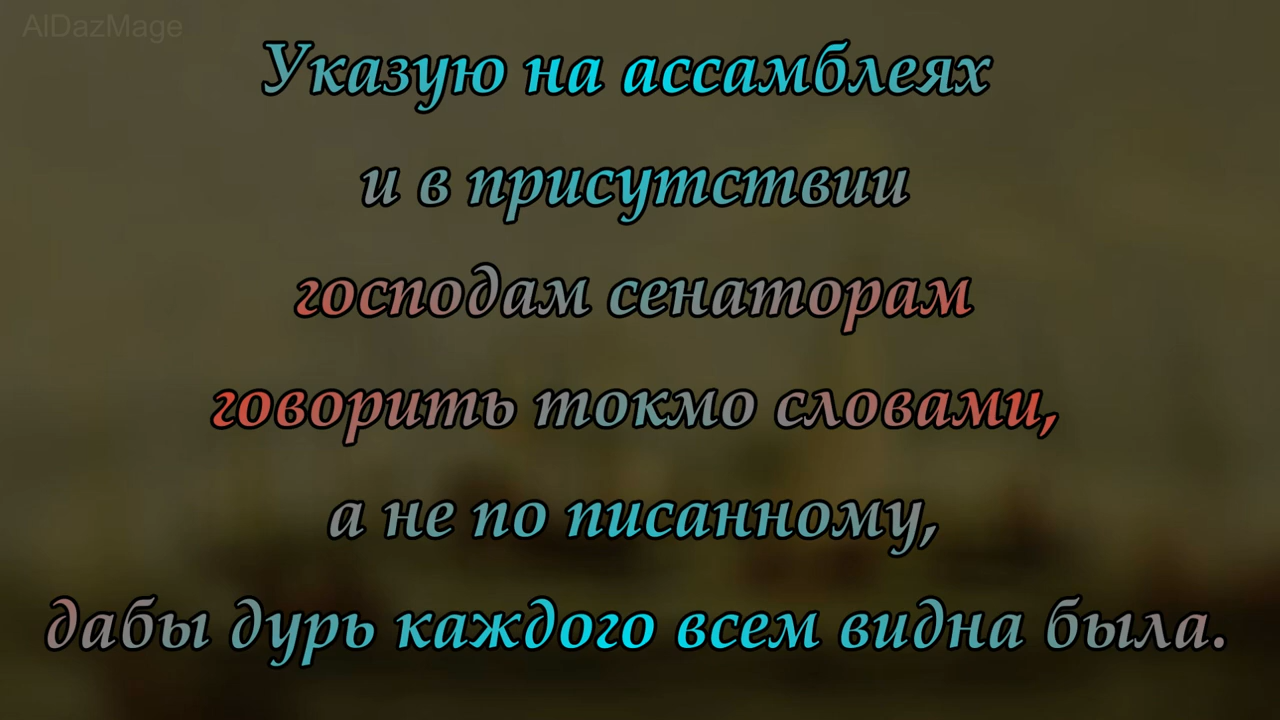 AlDazMage
Указую на ассамблеях
и в присутствии
господам сенаторам
говорить токмо словами,
а не по писанному,
дабы дурь каждого всем видна была.